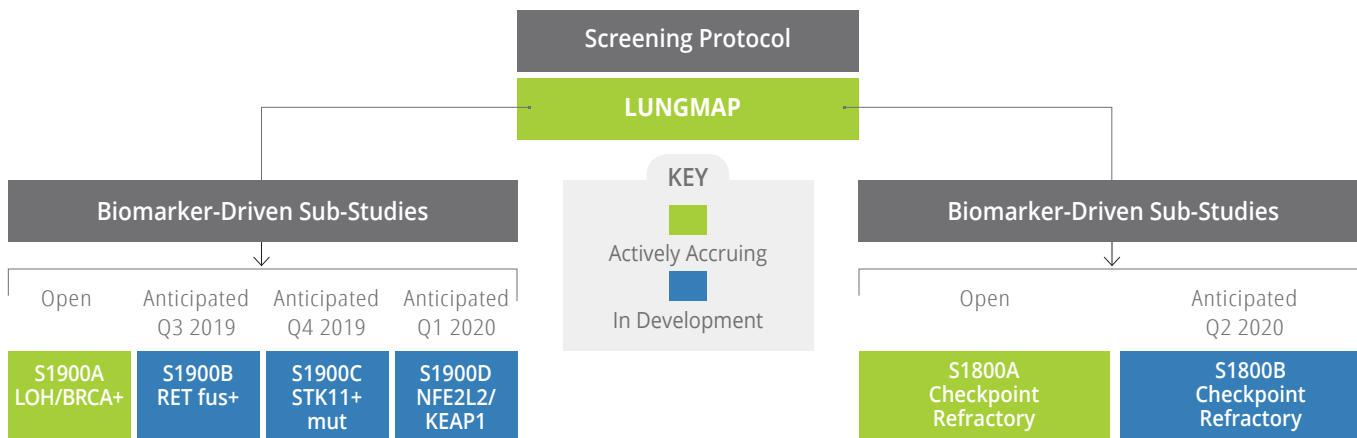 Screening Protocol
LUNGMAP
KEY
Actively Accruing
In Development
Biomarker-Driven Sub-Studies
Open
Anticipated
Q3 2019
Anticipated
Q4 2019
Anticipated
Q1 2020
S1900A
LOH/BRCA+
S1900B
RET fus+
S1900C
STK11+
mut
S1900D
NFE2L2/
KEAP1
Biomarker-Driven Sub-Studies
Open
Anticipated
Q2 2020
S1800A
Checkpoint
Refractory
S1800B
Checkpoint
Refractory